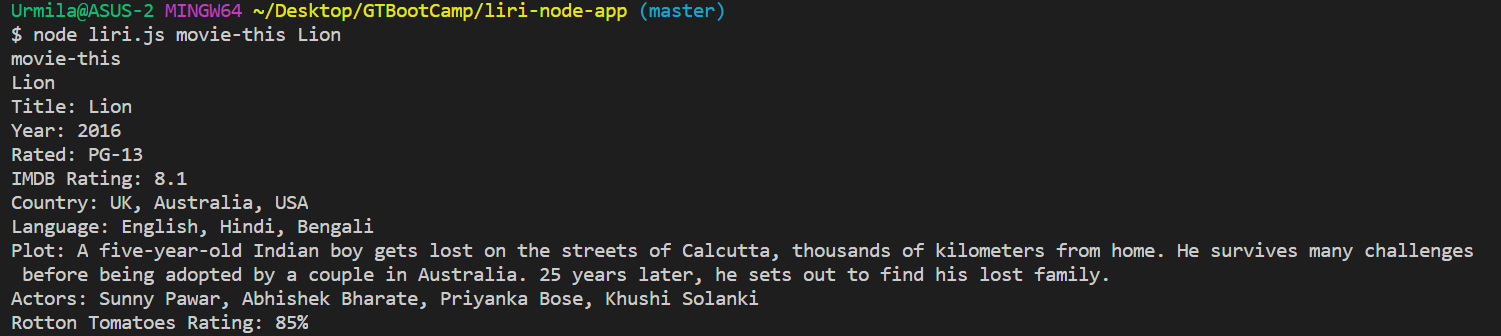 Urmila@ASUS-2 MINGW64 ~/Desktop/GTBootCamp/liri-node-app (master)
$ node liri.js movie-this Lion
movie-this
Lion
Title: Lion
Year: 2016
Rated: PG-13
IMDB Rating: 8.1
Country: UK, Australia, USA
Language: English, Hindi, Bengali
Plot: A five-year-old Indian boy gets lost on the streets of Calcutta, thousands of kilometers from home. He survives many challenges
before being adopted by a couple in Australia. 25 years later, he sets out to find his lost family.
Actors: Sunny Pawar, Abhishek Bharate, Priyanka Bose, Khushi Solanki
Rotton Tomatoes Rating: 85%